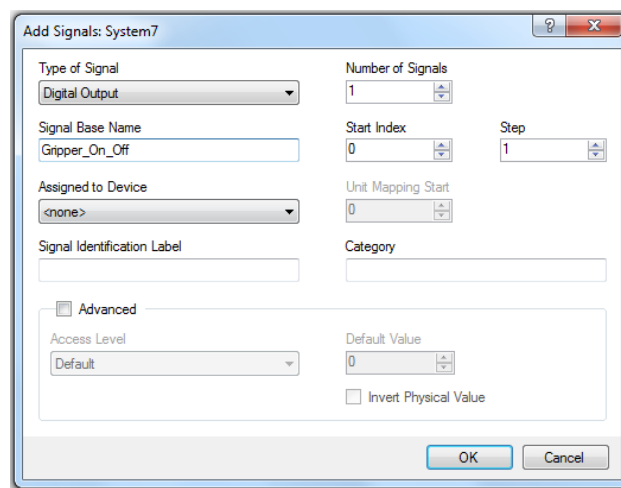 Add Signals: System7
Type of Signal
Number of Signals
Digital Output
1
Signal Base Name
Start Index
Step
Gripper_On_Off
0
1
Assigned to Device
Unit Mapping Start
<none>
0
Signal Identification Label
Category
Advanced
Access Level
Default Value
Default
0
Invert Physical Value
OK
Cancel